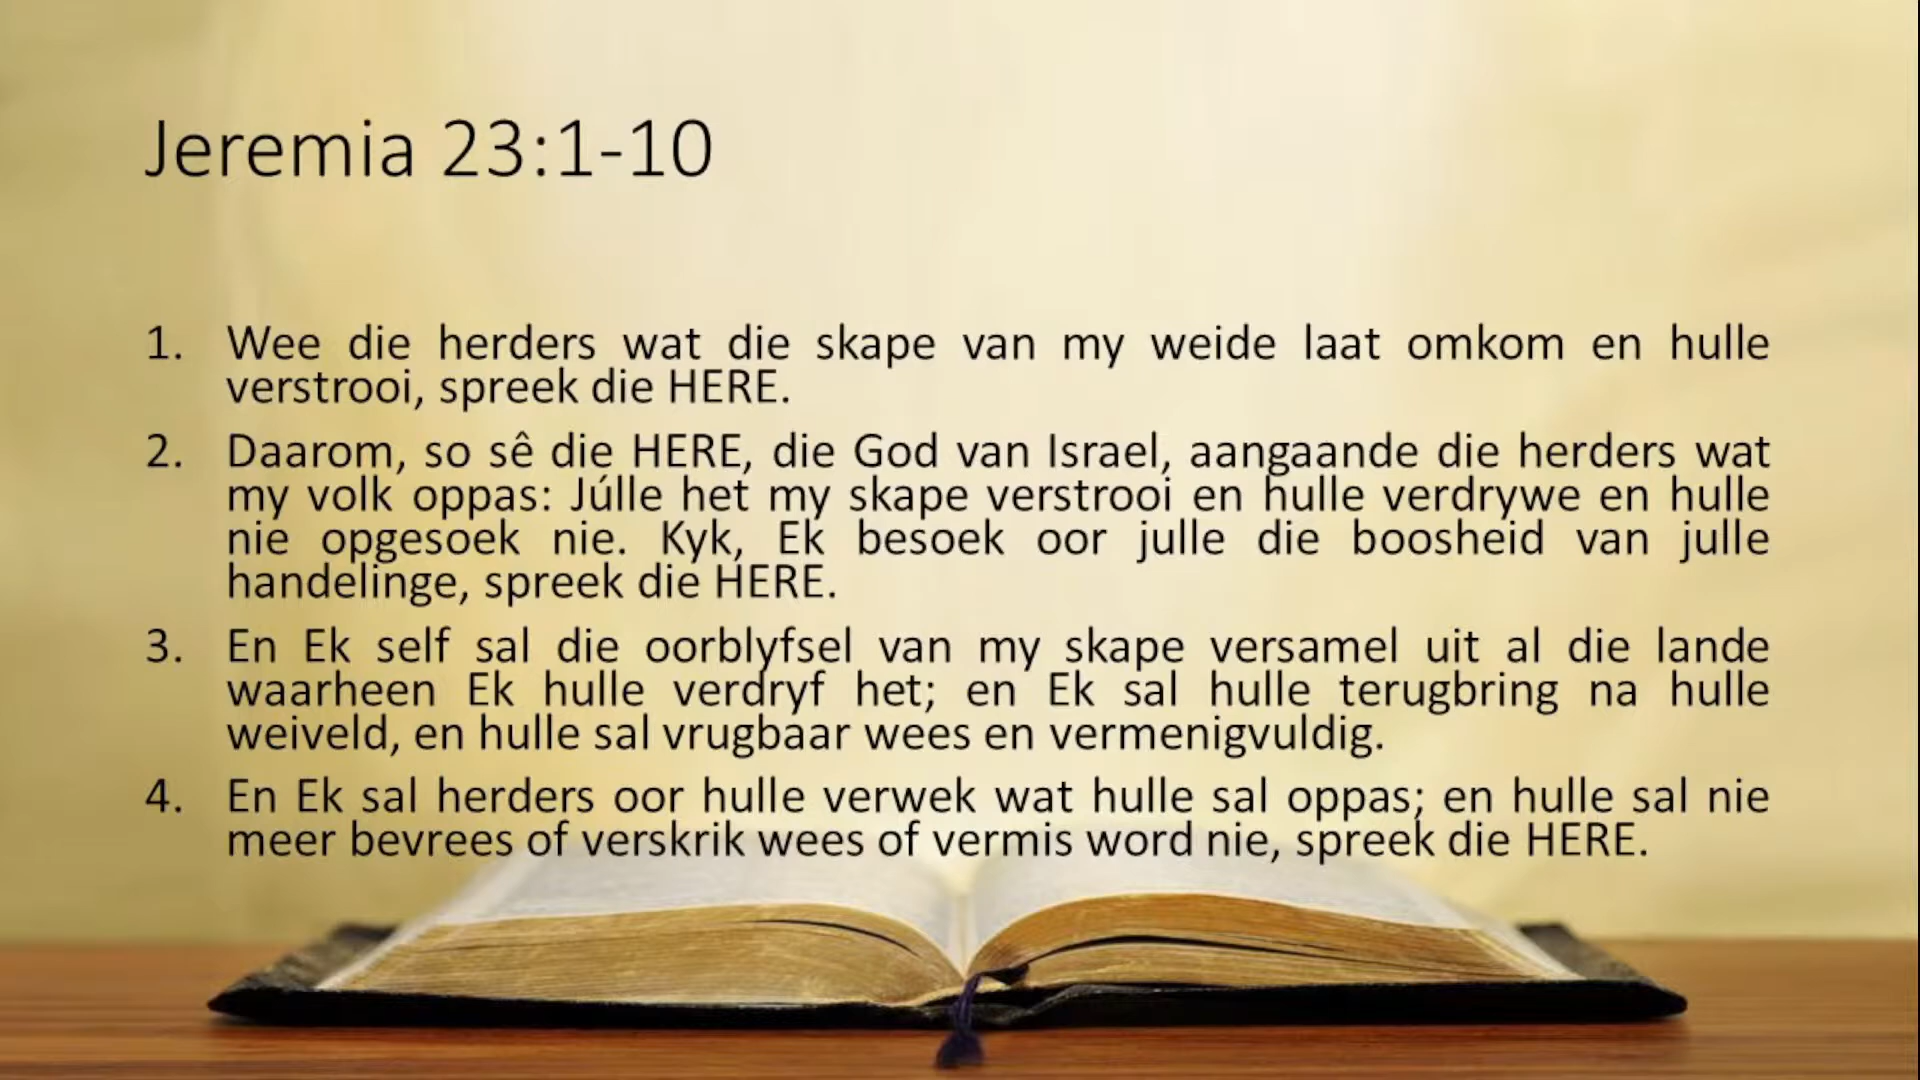 Jeremia 23:1-10
1. Wee die herders wat die skape van my weide laat omkom en hulle
verstrooi, spreek die HERE.
2. Daarom, so sê die HERE, die God van Israel, aangaande die herders wat
my volk oppas: Júlle het my skape verstrooi en hulle verdrywe en hulle
nie opgesoek nie. Kyk, Ek besoek oor julle die boosheid van julle
handelinge, spreek die HERE.
3. En Ek self sal die oorblyfsel van my skape versamel uit al die lande
waarheen Ek hulle verdryf het; en Ek sal hulle terugbring na hulle
weiveld, en hulle sal vrugbaar wees en vermenigvuldig.
4. En Ek sal herders oor hulle verwek wat hulle sal oppas; en hulle sal nie
meer bevrees of verskrik wees of vermis word nie, spreek die HERE.